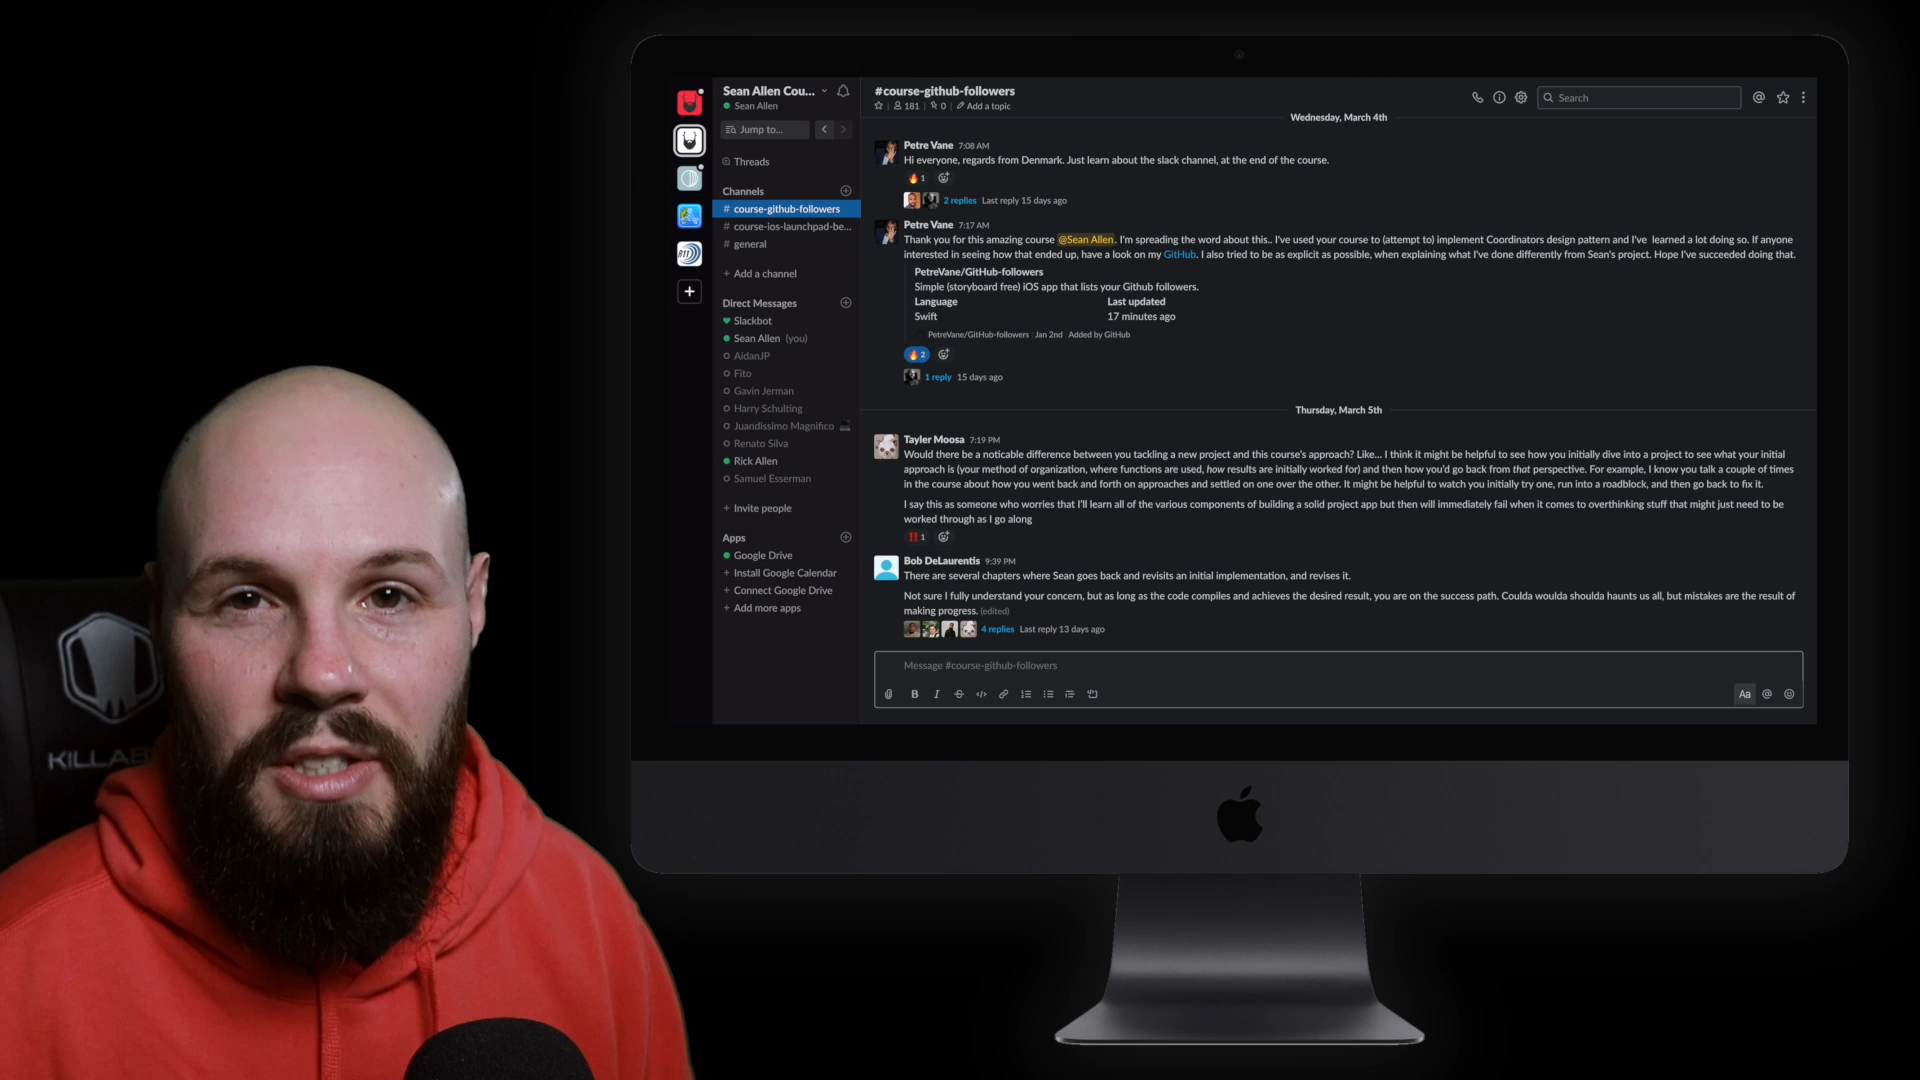 Sean Allen Cou...
Sean Allen
Jump to...
Threads
Channels
# course-github-followers
# course-ios-launchpad-be...
# general
+ Add a channel
Direct Messages
Slackbot
Sean Allen (you)
AidanJP
Fito
Gavin Jerman
Harry Schulting
Juandissimo Magnifico
Renato Silva
Rick Allen
Samuel Esserman
+ Invite people
Apps
Google Drive
+ Install Google Calendar
+ Connect Google Drive
+ Add more apps
#course-github-followers
181 | 0 | Add a topic
Search
Wednesday, March 4th
Petre Vane 7:08 AM
Hi everyone, regards from Denmark. Just learn about the slack channel, at the end of the course.
1
2 replies Last reply 15 days ago
Petre Vane 7:17 AM
Thank you for this amazing course @Sean Allen. I'm spreading the word about this.. I've used your course to (attempt to) implement Coordinators design pattern and I've learned a lot doing so. If anyone
interested in seeing how that ended up, have a look on my GitHub. I also tried to be as explicit as possible, when explaining what I've done differently from Sean's project. Hope I've succeeded doing that.
PetreVane/GitHub-followers
Simple (storyboard free) iOS app that lists your Github followers.
Language Last updated
Swift 17 minutes ago
PetreVane/GitHub-followers Jan 2nd Added by GitHub
2
1 reply 15 days ago
Thursday, March 5th
Tayler Moosa 7:19 PM
Would there be a noticable difference between you tackling a new project and this course's approach? Like... I think it might be helpful to see how you initially dive into a project to see what your initial
approach is (your method of organization, where functions are used, how results are initially worked for) and then how you'd go back from that perspective. For example, I know you talk a couple of times
in the course about how you went back and forth on approaches and settled on one over the other. It might be helpful to watch you initially try one, run into a roadblock, and then go back to fix it.
I say this as someone who worries that I'll learn all of the various components of building a solid project app but then will immediately fail when it comes to overthinking stuff that might just need to be
worked through as I go along
1
Bob DeLaurentis 9:39 PM
There are several chapters where Sean goes back and revisits an initial implementation, and revises it.
Not sure I fully understand your concern, but as long as the code compiles and achieves the desired result, you are on the success path. Coulda woulda shoulda haunts us all, but mistakes are the result of
making progress. (edited)
4 replies Last reply 13 days ago
Message #course-github-followers
B I Aa @
R11
KILLAB